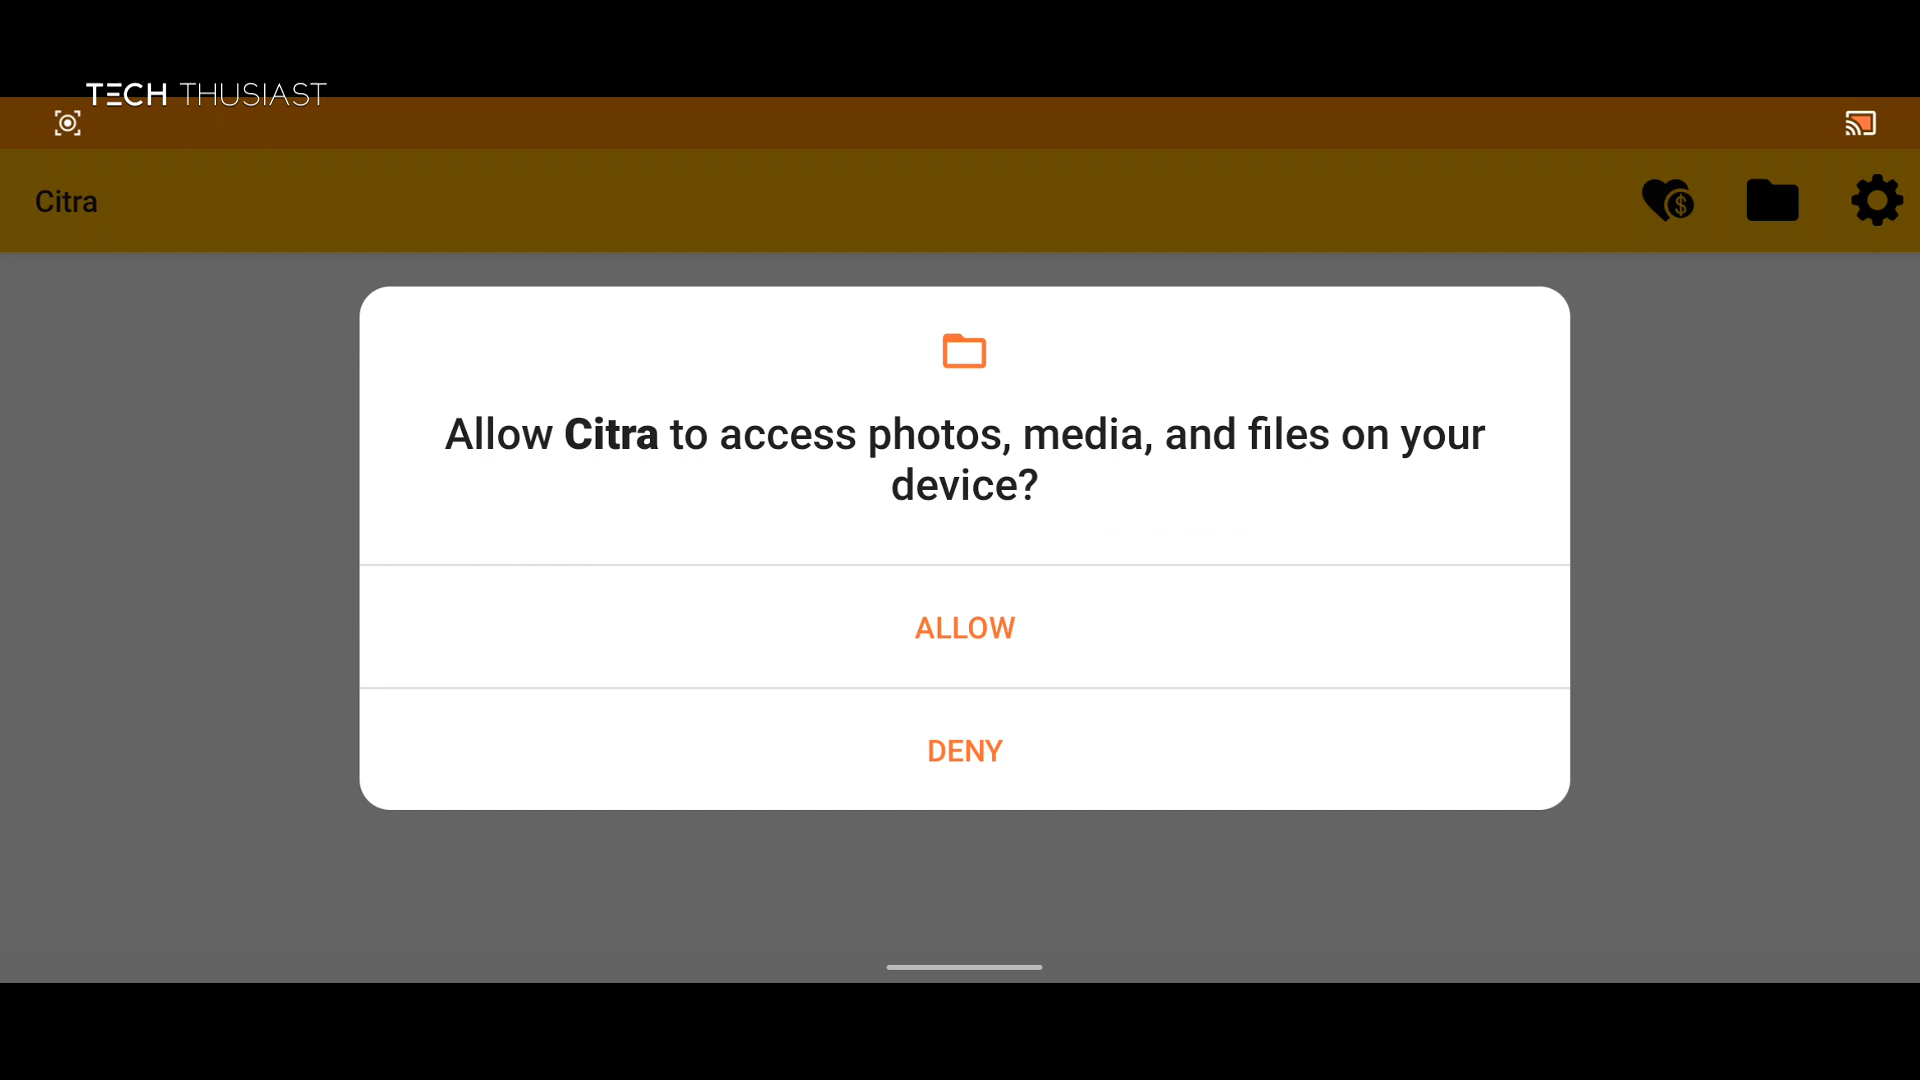 TECH THUSIAST
Citra
Allow Citra to access photos, media, and files on your
device?
ALLOW
DENY